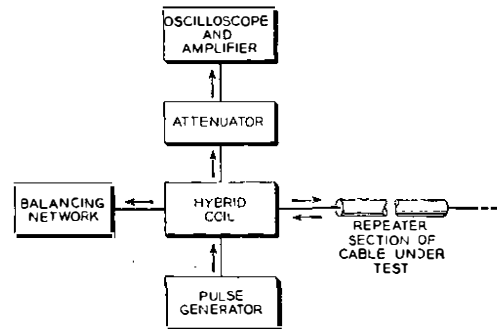 OSCILLOSCOPE
AND
AMPLIFIER
ATTENUATOR
BALANCING
NETWORK
HYBRID
COIL
REPEATER
SECTION OF
CABLE UNDER
TEST
PULSE
GENERATOR